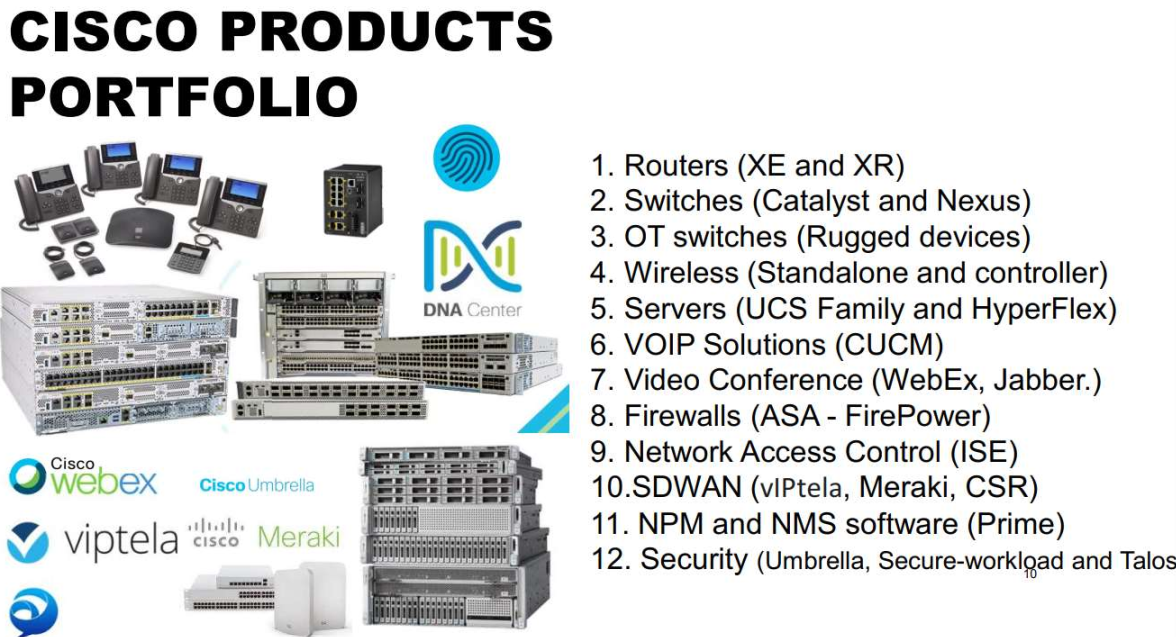 CISCO PRODUCTS
PORTFOLIO
DNA Center
Cisco
webex
Cisco Umbrella
viptela
CISCO
Meraki
1. Routers (XE and XR)
2. Switches (Catalyst and Nexus)
3. OT switches (Rugged devices)
4. Wireless (Standalone and controller)
5. Servers (UCS Family and HyperFlex)
6. VOIP Solutions (CUCM)
7. Video Conference (WebEx, Jabber.)
8. Firewalls (ASA - FirePower)
9. Network Access Control (ISE)
10.SDWAN (vIPtela, Meraki, CSR)
11. NPM and NMS software (Prime)
12. Security (Umbrella, Secure-workload and Talos
10